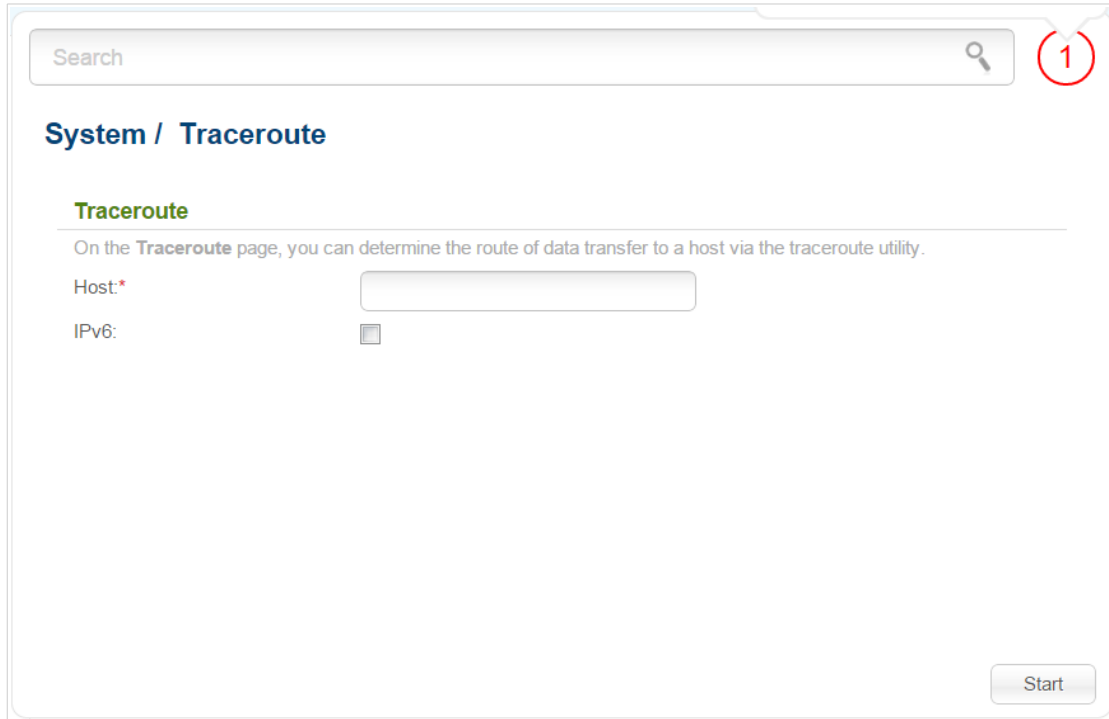 Search
1
System / Traceroute
Traceroute
On the Traceroute page, you can determine the route of data transfer to a host via the traceroute utility.
Host:*
IPv6:
Start